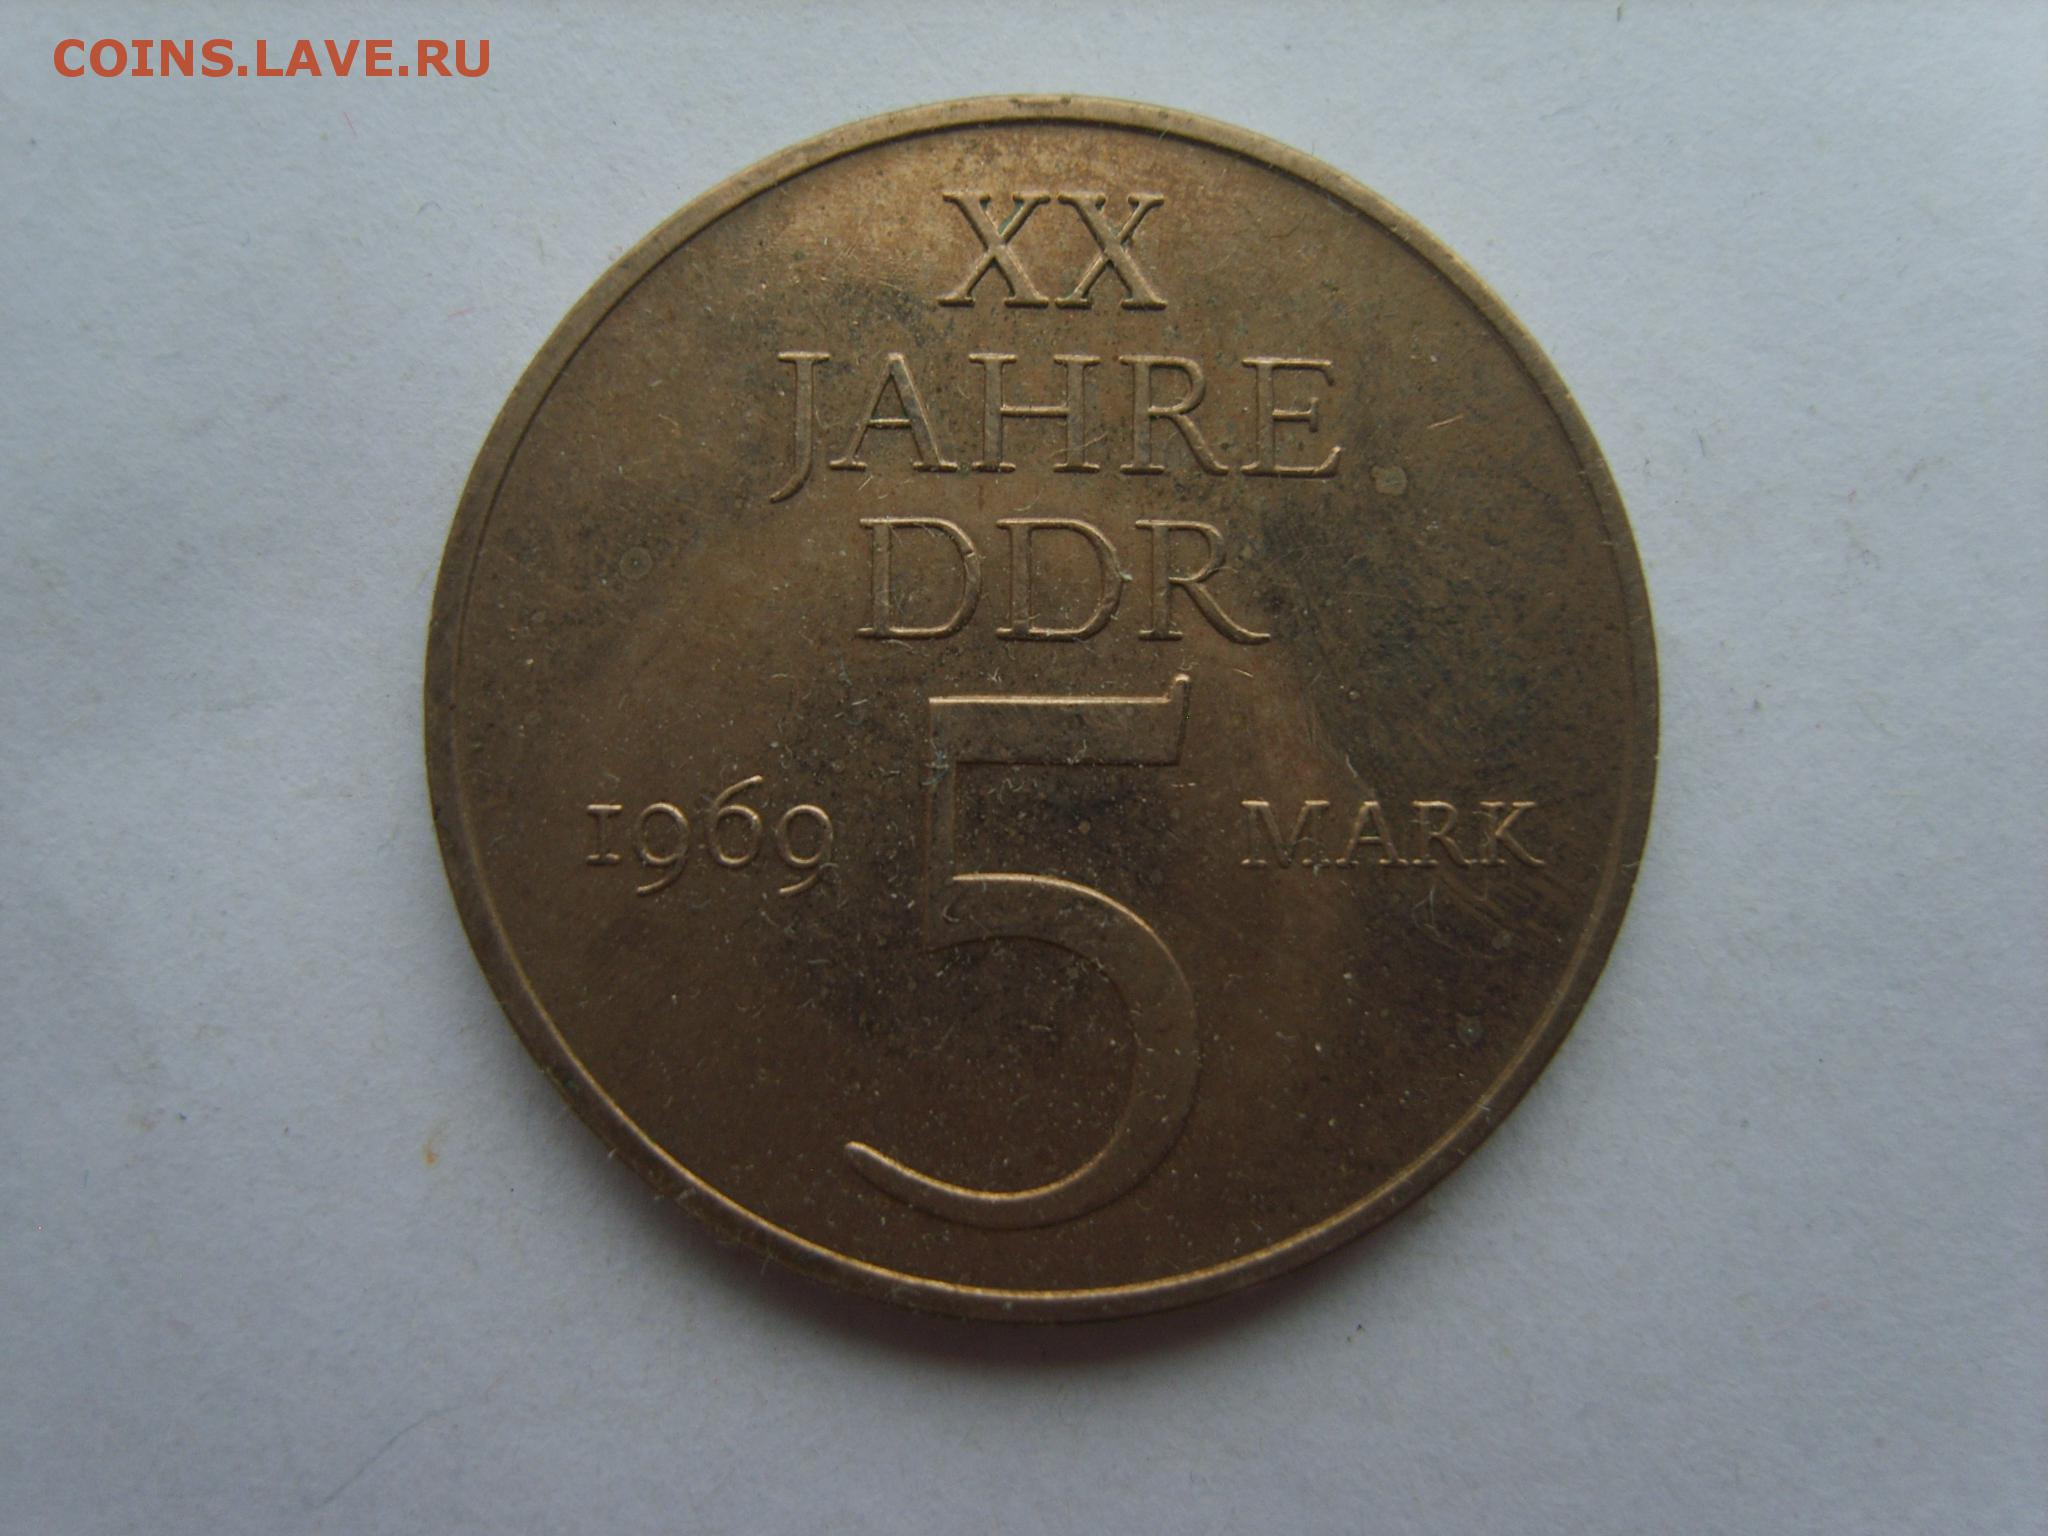 COINS.LAVE.RU
XX
JAHRE
DDR
1969 5 MARK